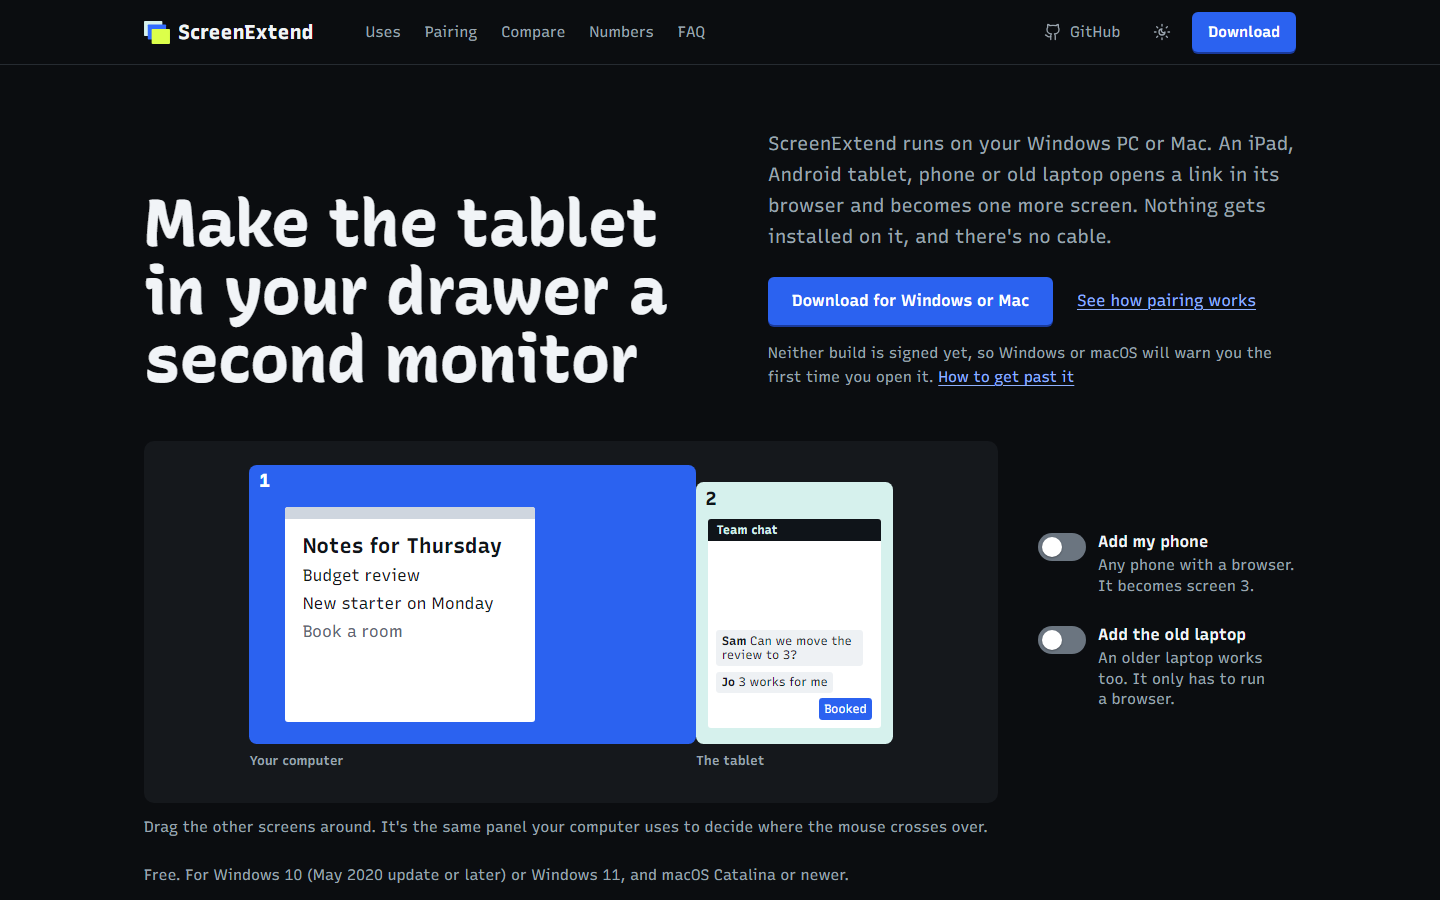 ScreenExtend
Uses
Pairing
Compare
Numbers
FAQ
GitHub
Download
Make the tablet
in your drawer a
second monitor
ScreenExtend runs on your Windows PC or Mac. An iPad,
Android tablet, phone or old laptop opens a link in its
browser and becomes one more screen. Nothing gets
installed on it, and there's no cable.
Download for Windows or Mac
See how pairing works
Neither build is signed yet, so Windows or macOS will warn you the
first time you open it. How to get past it
1
Notes for Thursday
Budget review
New starter on Monday
Book a room
Your computer
2
Team chat
Sam Can we move the
review to 3?
Jo 3 works for me
Booked
The tablet
Add my phone
Any phone with a browser.
It becomes screen 3.
Add the old laptop
An older laptop works
too. It only has to run
a browser.
Drag the other screens around. It's the same panel your computer uses to decide where the mouse crosses over.
Free. For Windows 10 (May 2020 update or later) or Windows 11, and macOS Catalina or newer.